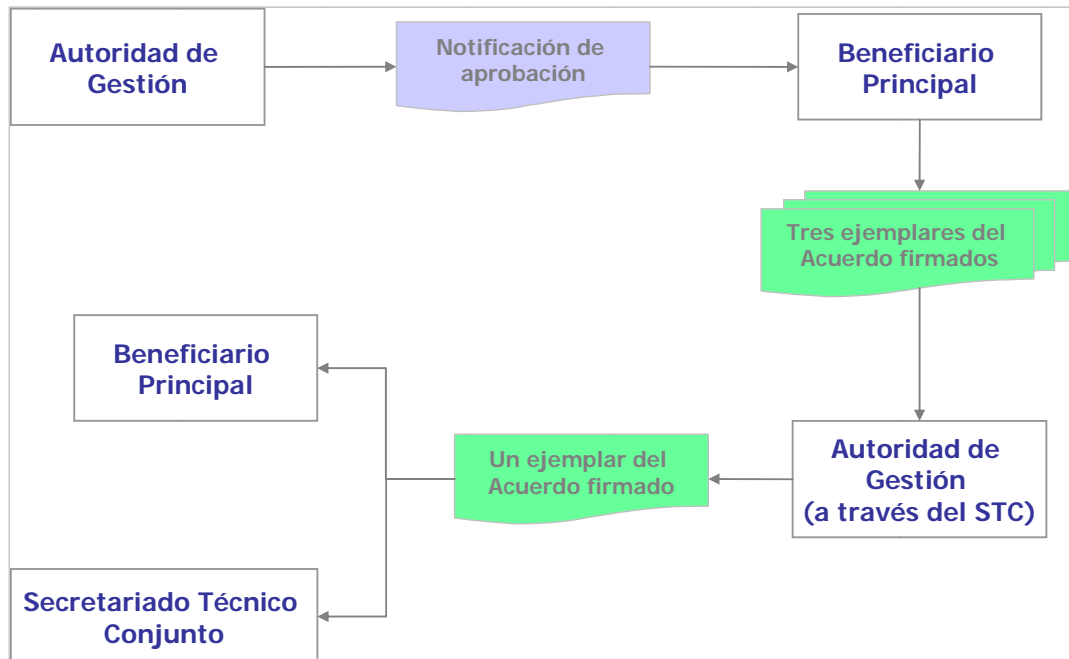 Autoridad de
Gestión
Notificación de
aprobación
Beneficiario
Principal
Tres ejemplares del
Acuerdo firmados
Beneficiario
Principal
Un ejemplar del
Acuerdo firmado
Autoridad de
Gestión
(a través del STC)
Secretariado Técnico
Conjunto